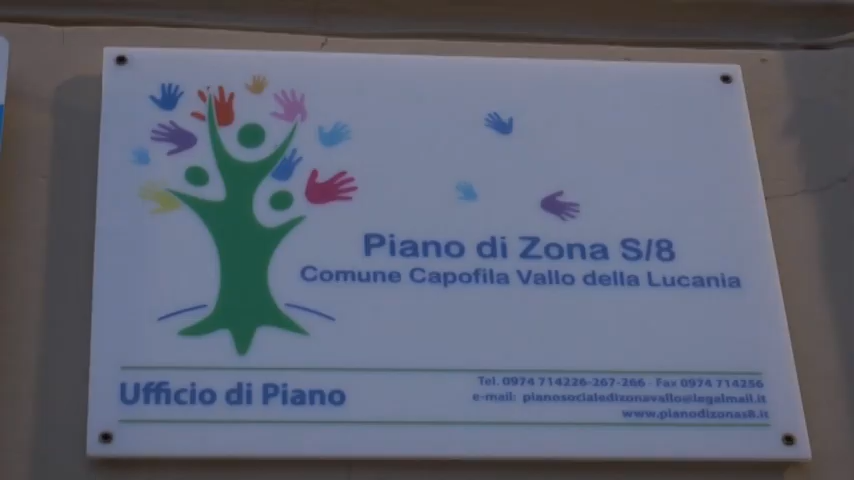 Piano di Zona S/8
Comune Capofila Vallo della Lucania
Ufficio di Piano
Tel. 0974 714226-267-266 - Fax 0974 714256
e-mail: pianosocialedizonavallo@legalmail.it
www.pianodizonas8.it